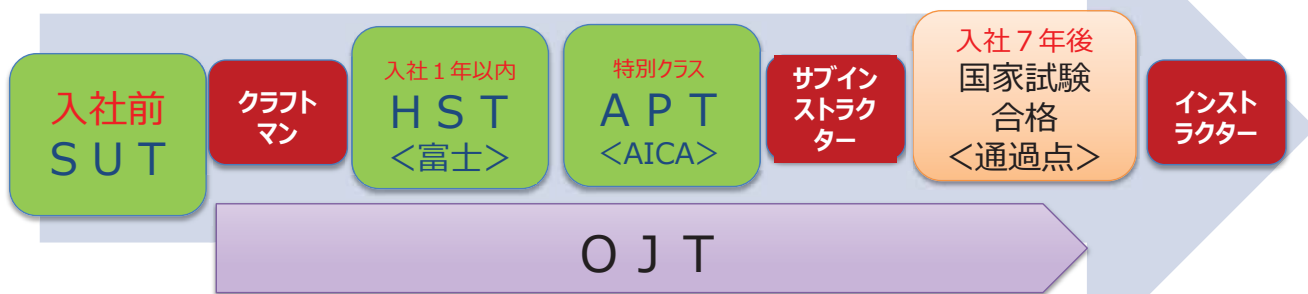 入社前
ＳＵＴ
クラフト
マン
入社１年以内
ＨＳＴ
＜富士＞
特別クラス
ＡＰＴ
＜AICA＞
サブイン
ストラク
ター
入社７年後
国家試験
合格
＜通過点＞
インスト
ラクター
ＯＪＴ